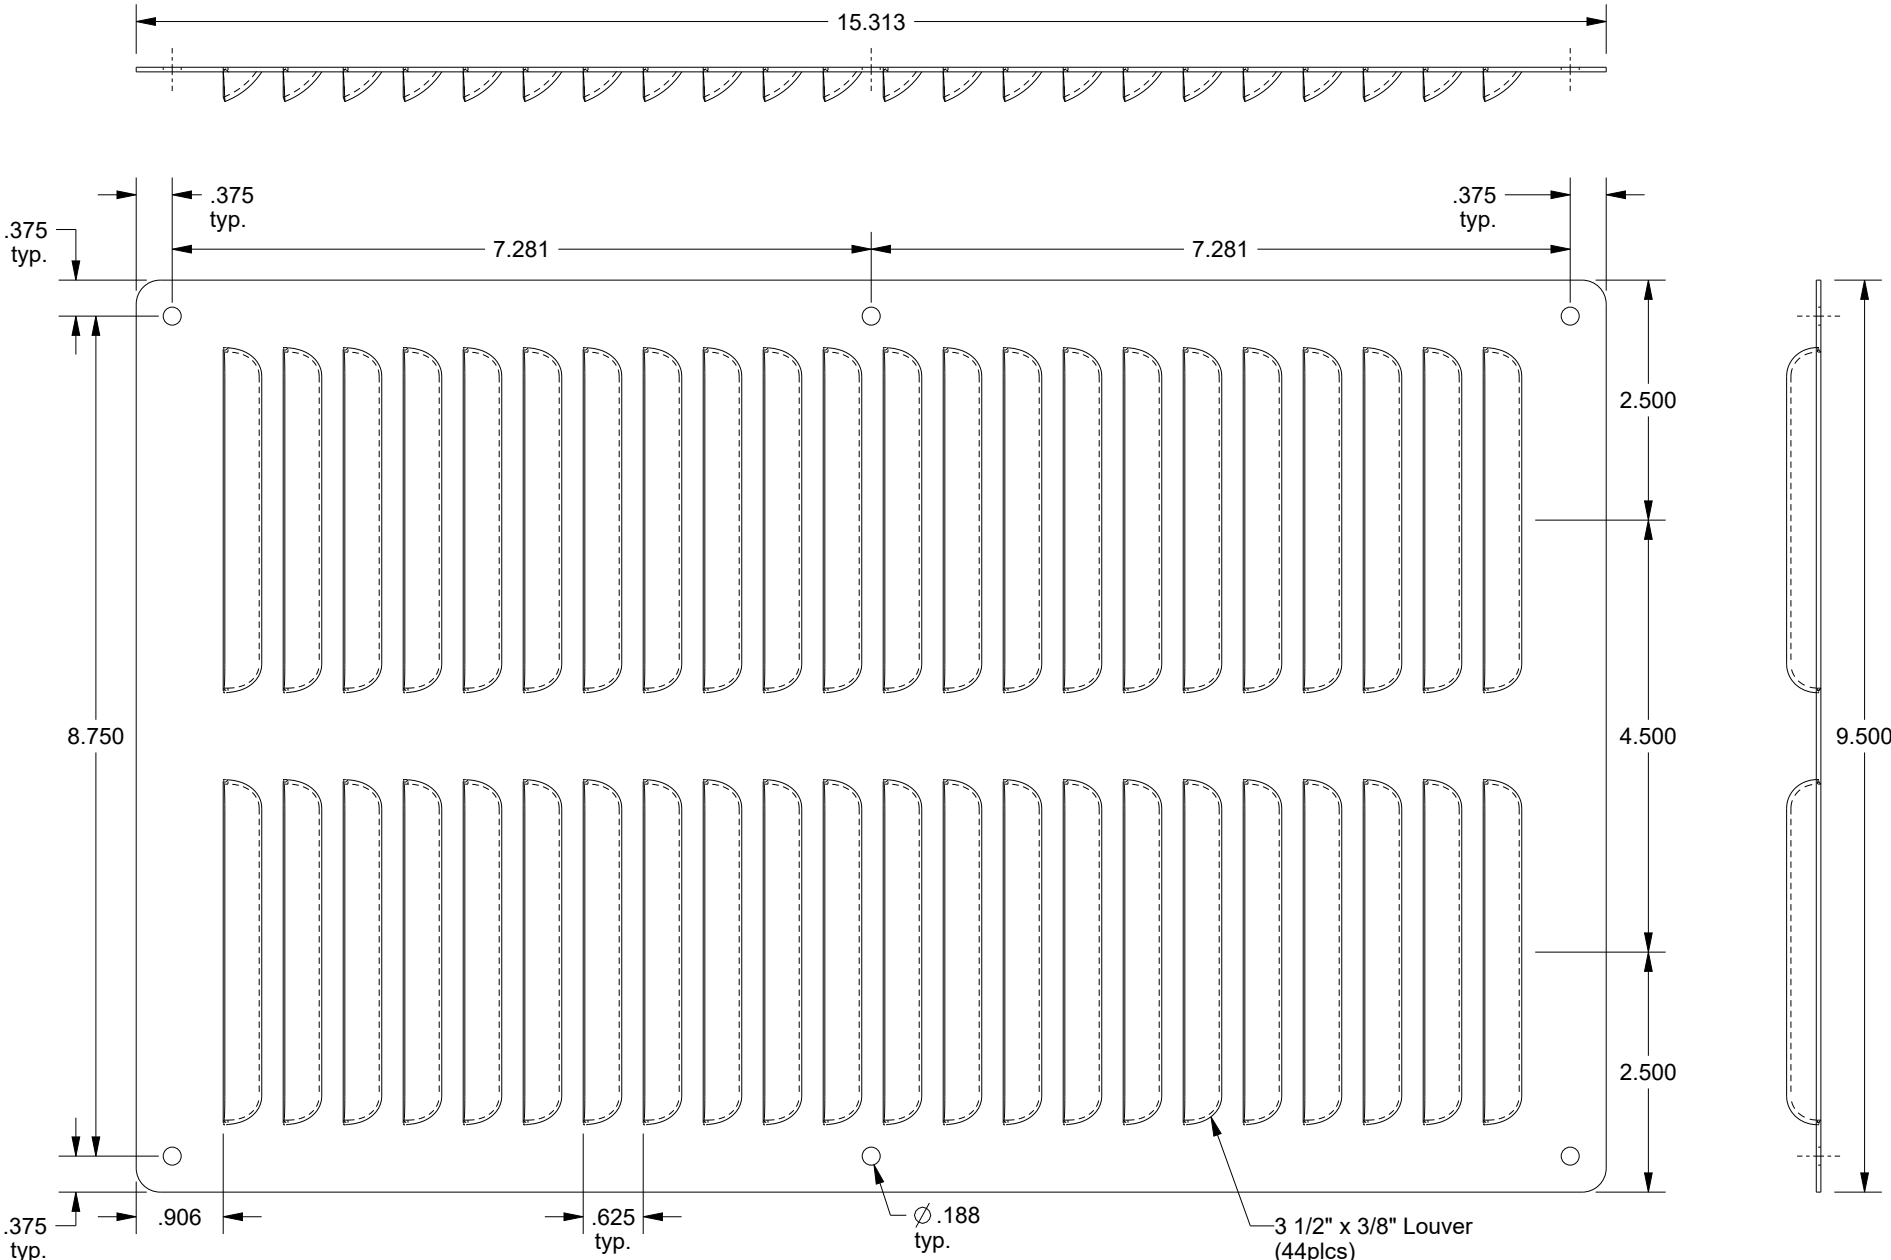 15.313
.375
typ.
.375
typ.
.375
typ.
7.281
7.281
2.500
8.750
4.500
9.500
2.500
.375
typ.
.906
.625
typ.
Ø.188
typ.
3 1/2" x 3/8" Louver
(44plcs)